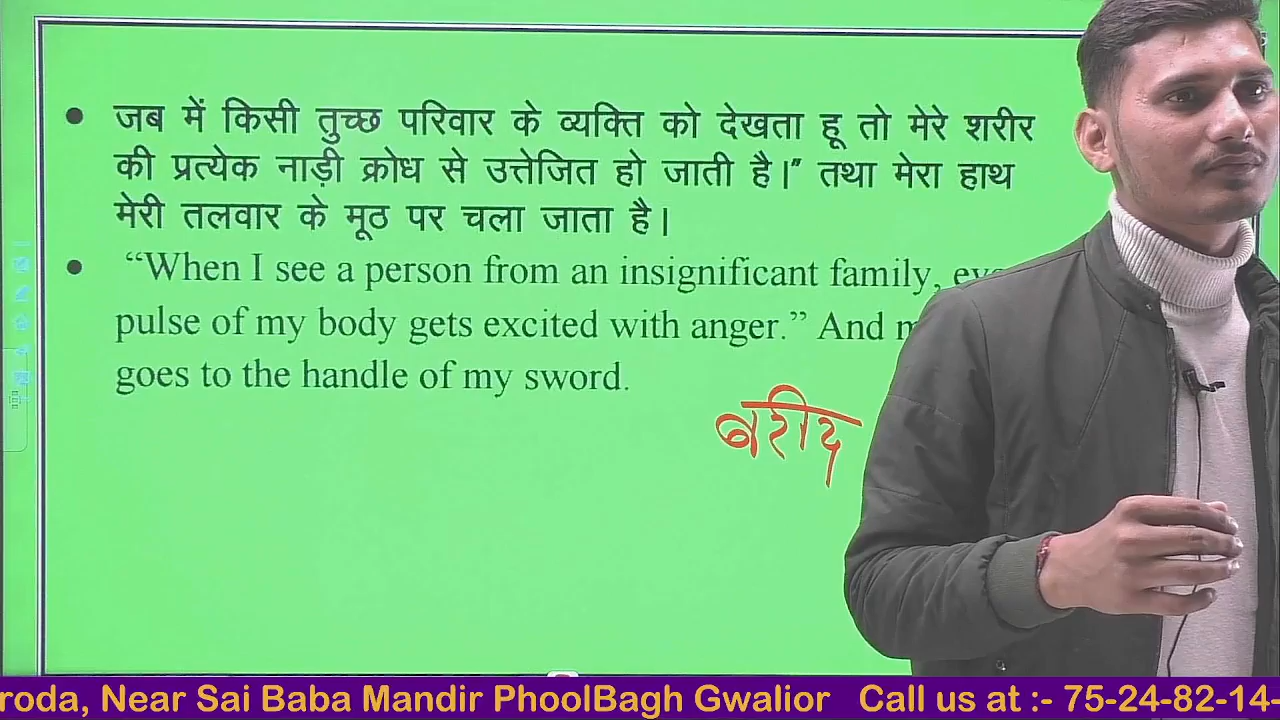 जब में किसी तुच्छ परिवार के व्यक्ति को देखता हू तो मेरे शरीर
की प्रत्येक नाड़ी क्रोध से उत्तेजित हो जाती है।” तथा मेरा हाथ
मेरी तलवार के मूठ पर चला जाता है।
“When I see a person from an insignificant family,
pulse of my body gets excited with anger.” And
goes to the handle of my sword.
बरीद
roda, Near Sai Baba Mandir PhoolBagh Gwalior Call us at :- 75-24-82-14-